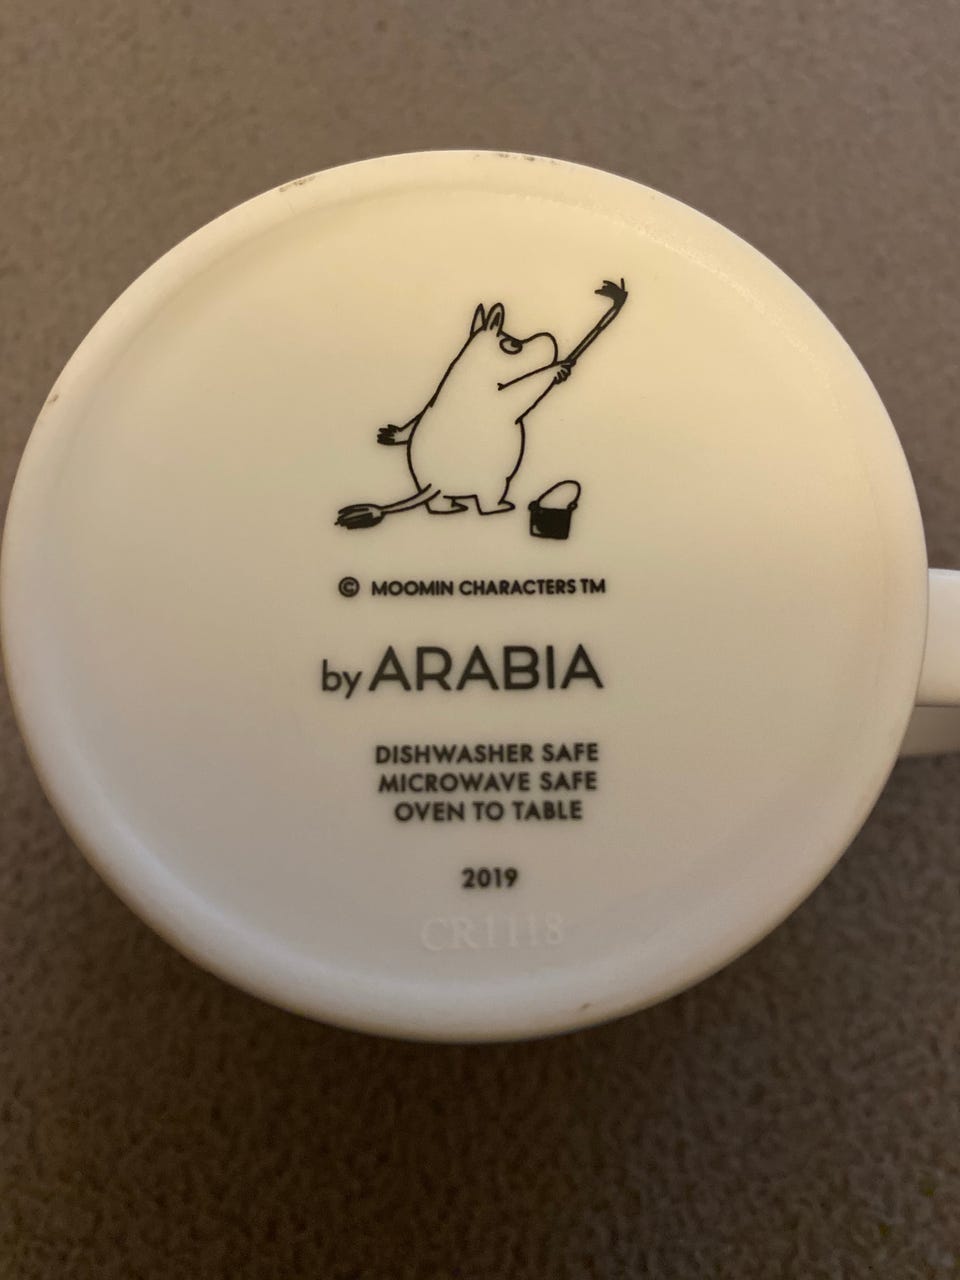 © MOOMIN CHARACTERS TM
by ARABIA
DISHWASHER SAFE
MICROWAVE SAFE
OVEN TO TABLE
2019
CR1118